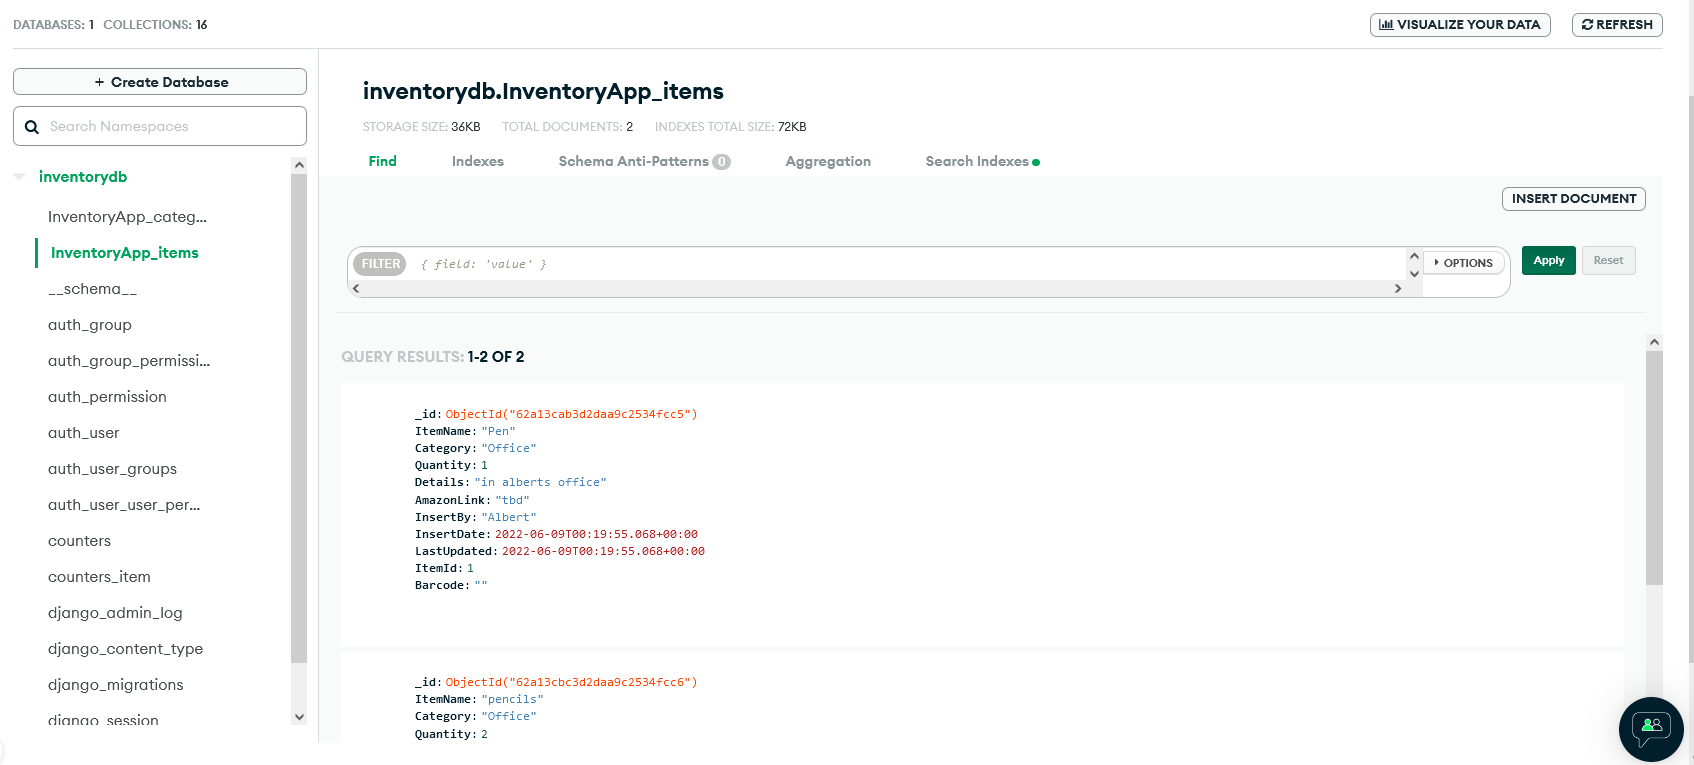 DATABASES: 1 COLLECTIONS: 16
VISUALIZE YOUR DATA
REFRESH
+ Create Database
Search Namespaces
inventorydb
InventoryApp_categ...
InventoryApp_items
__schema__
auth_group
auth_group_permissi...
auth_permission
auth_user
auth_user_groups
auth_user_user_per...
counters
counters_item
django_admin_log
django_content_type
django_migrations
django_session
inventorydb.InventoryApp_items
STORAGE SIZE: 36KB TOTAL DOCUMENTS: 2 INDEXES TOTAL SIZE: 72KB
Find Indexes Schema Anti-Patterns 0 Aggregation Search Indexes
INSERT DOCUMENT
FILTER { field: 'value' } OPTIONS Apply Reset
QUERY RESULTS: 1-2 OF 2
_id: ObjectId("62a13cab3d2daa9c2534fcc5")
ItemName: "Pen"
Category: "Office"
Quantity: 1
Details: "in alberts office"
AmazonLink: "tbd"
InsertBy: "Albert"
InsertDate: 2022-06-09T00:19:55.068+00:00
LastUpdated: 2022-06-09T00:19:55.068+00:00
ItemId: 1
Barcode: ""
_id: ObjectId("62a13cbc3d2daa9c2534fcc6")
ItemName: "pencils"
Category: "Office"
Quantity: 2